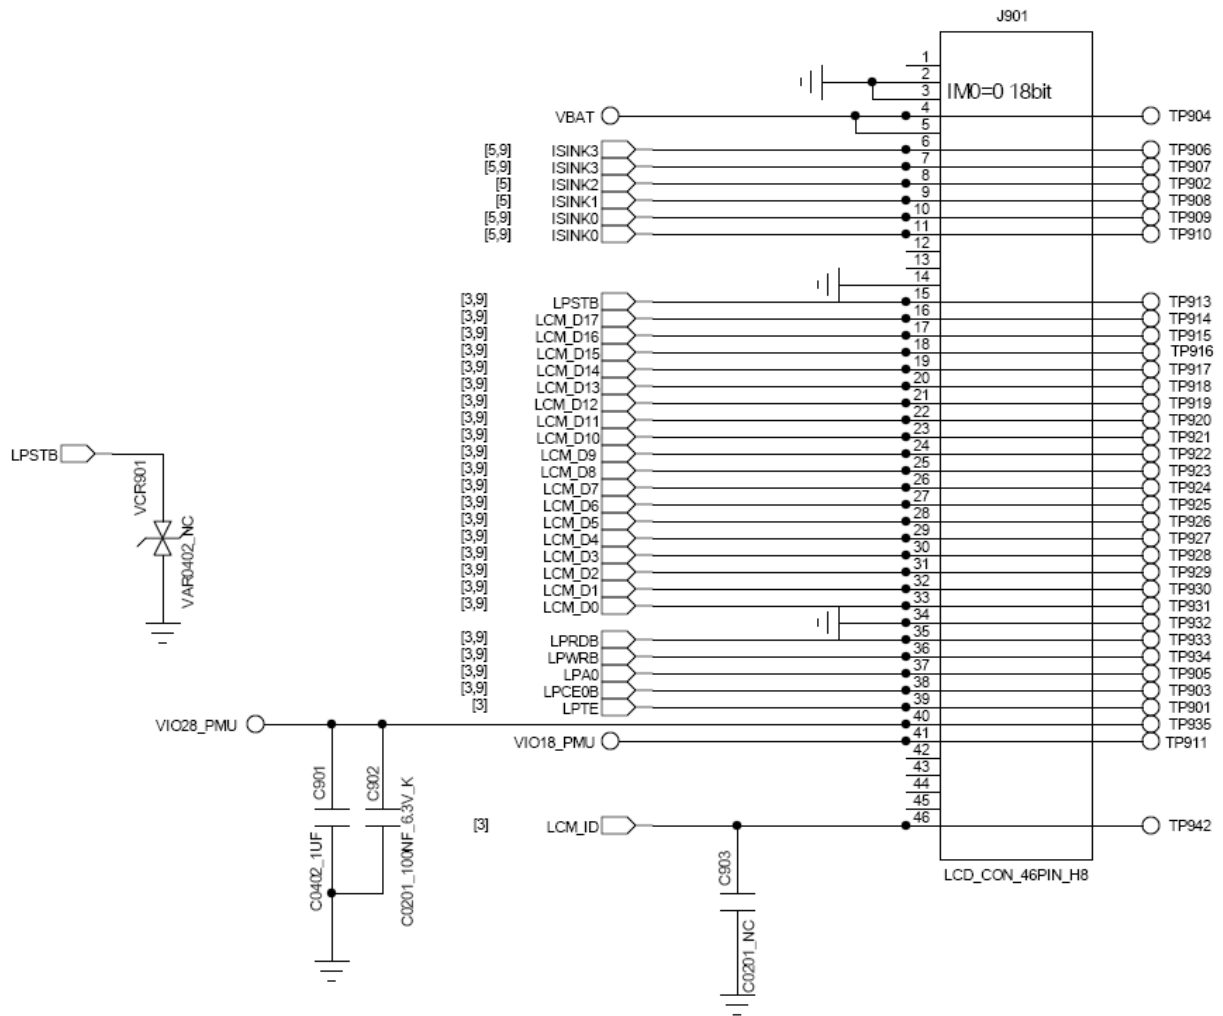 J901
1
2
3
IM0=0 18bit
VBAT 4 TP904
5
[5,9] ISINK3 6 TP906
[5,9] ISINK3 7 TP907
[5] ISINK2 8 TP902
[5] ISINK1 9 TP908
[5,9] ISINK0 10 TP909
[5,9] ISINK0 11 TP910
12
13
14
[3,9] LPSTB 15 TP913
[3,9] LCM_D17 16 TP914
[3,9] LCM_D16 17 TP915
[3,9] LCM_D15 18 TP916
[3,9] LCM_D14 19 TP917
[3,9] LCM_D13 20 TP918
[3,9] LCM_D12 21 TP919
[3,9] LCM_D11 22 TP920
[3,9] LCM_D10 23 TP921
[3,9] LCM_D9 24 TP922
[3,9] LCM_D8 25 TP923
[3,9] LCM_D7 26 TP924
[3,9] LCM_D6 27 TP925
[3,9] LCM_D5 28 TP926
[3,9] LCM_D4 29 TP927
[3,9] LCM_D3 30 TP928
[3,9] LCM_D2 31 TP929
[3,9] LCM_D1 32 TP930
[3,9] LCM_D0 33 TP931
34 TP932
[3,9] LPRDB 35 TP933
[3,9] LPWRB 36 TP934
[3,9] LPA0 37 TP905
[3,9] LPCE0B 38 TP903
[3] LPTE 39 TP901
VIO28_PMU 40 TP935
VIO18_PMU 41 TP911
42
43
44
45
[3] LCM_ID 46 TP942
LCD_CON_46PIN_H8
LPSTB
VCR901
VAR0402_NC
C901
C0402_1UF
C902
C0201_100NF_6.3V_K
C903
C0201_NC